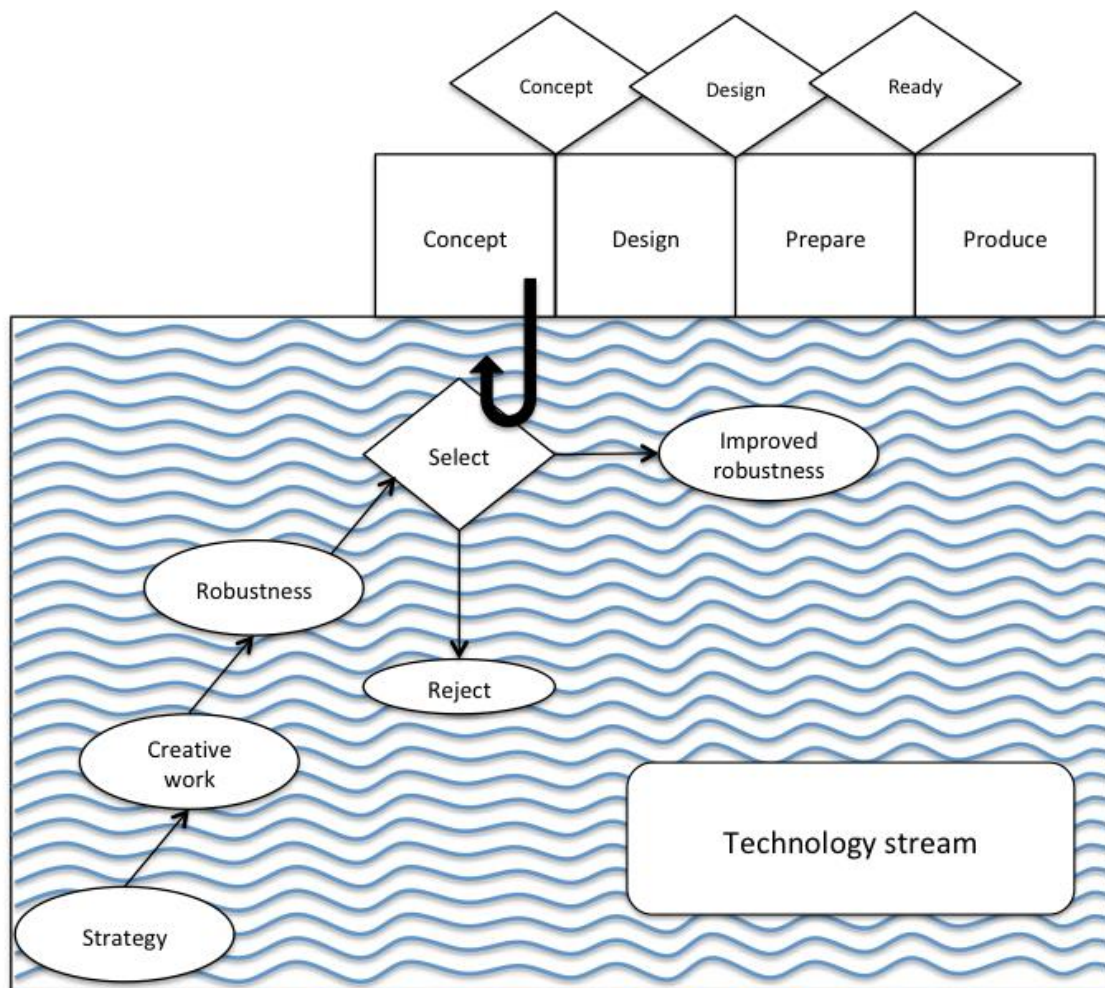 Concept
Design
Ready
Concept
Design
Prepare
Produce
Select
Improved
robustness
Robustness
Reject
Creative
work
Technology stream
Strategy